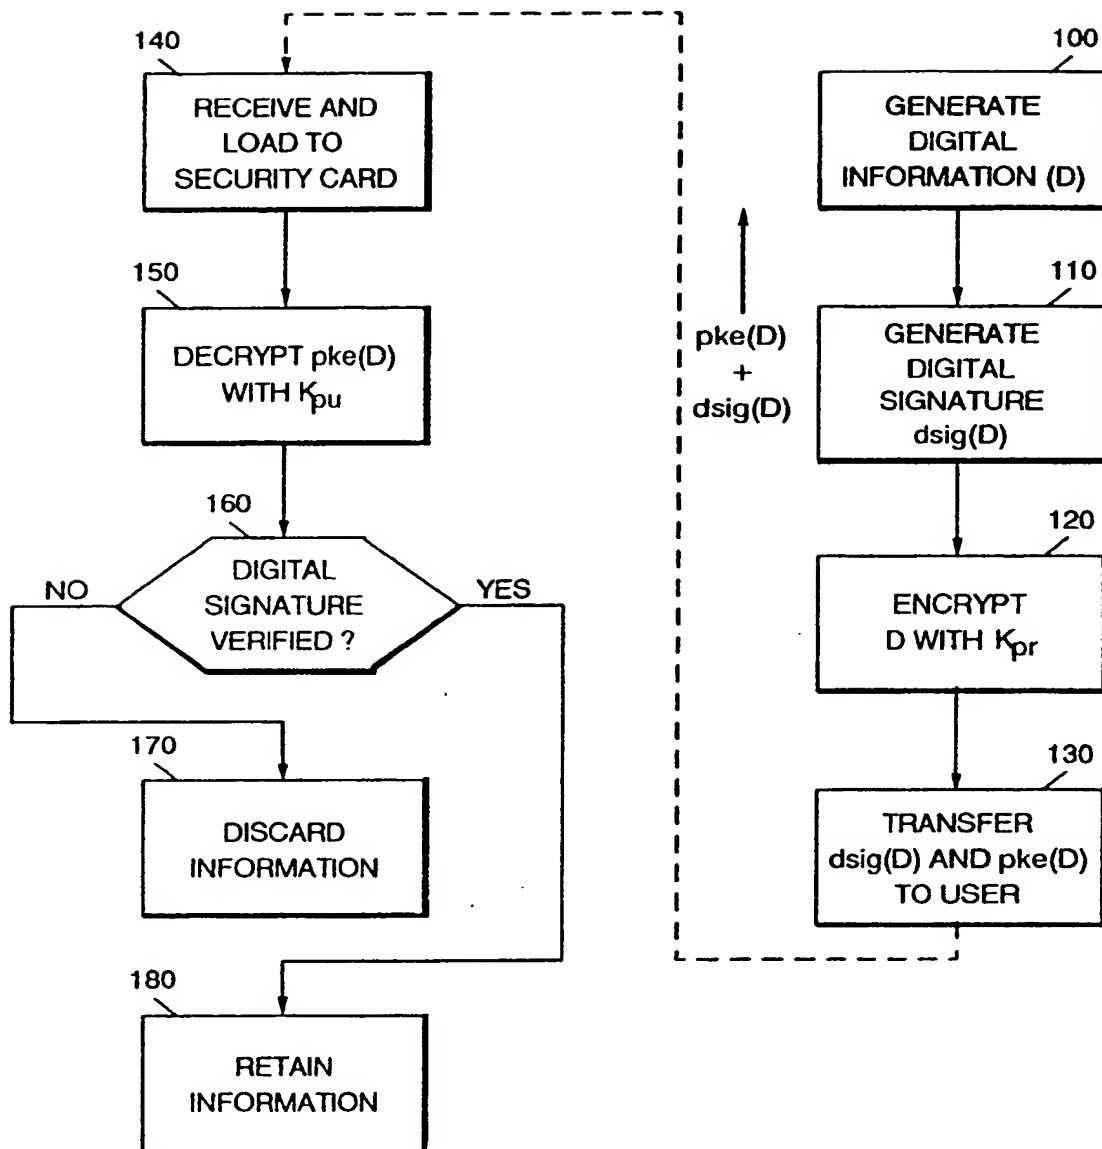 140
RECEIVE AND
LOAD TO
SECURITY CARD
150
DECRYPT pke(D)
WITH Kpu
160
DIGITAL
SIGNATURE
VERIFIED ?
NO
YES
170
DISCARD
INFORMATION
180
RETAIN
INFORMATION
pke(D)
+
dsig(D)
100
GENERATE
DIGITAL
INFORMATION (D)
110
GENERATE
DIGITAL
SIGNATURE
dsig(D)
120
ENCRYPT
D WITH Kpr
130
TRANSFER
dsig(D) AND pke(D)
TO USER